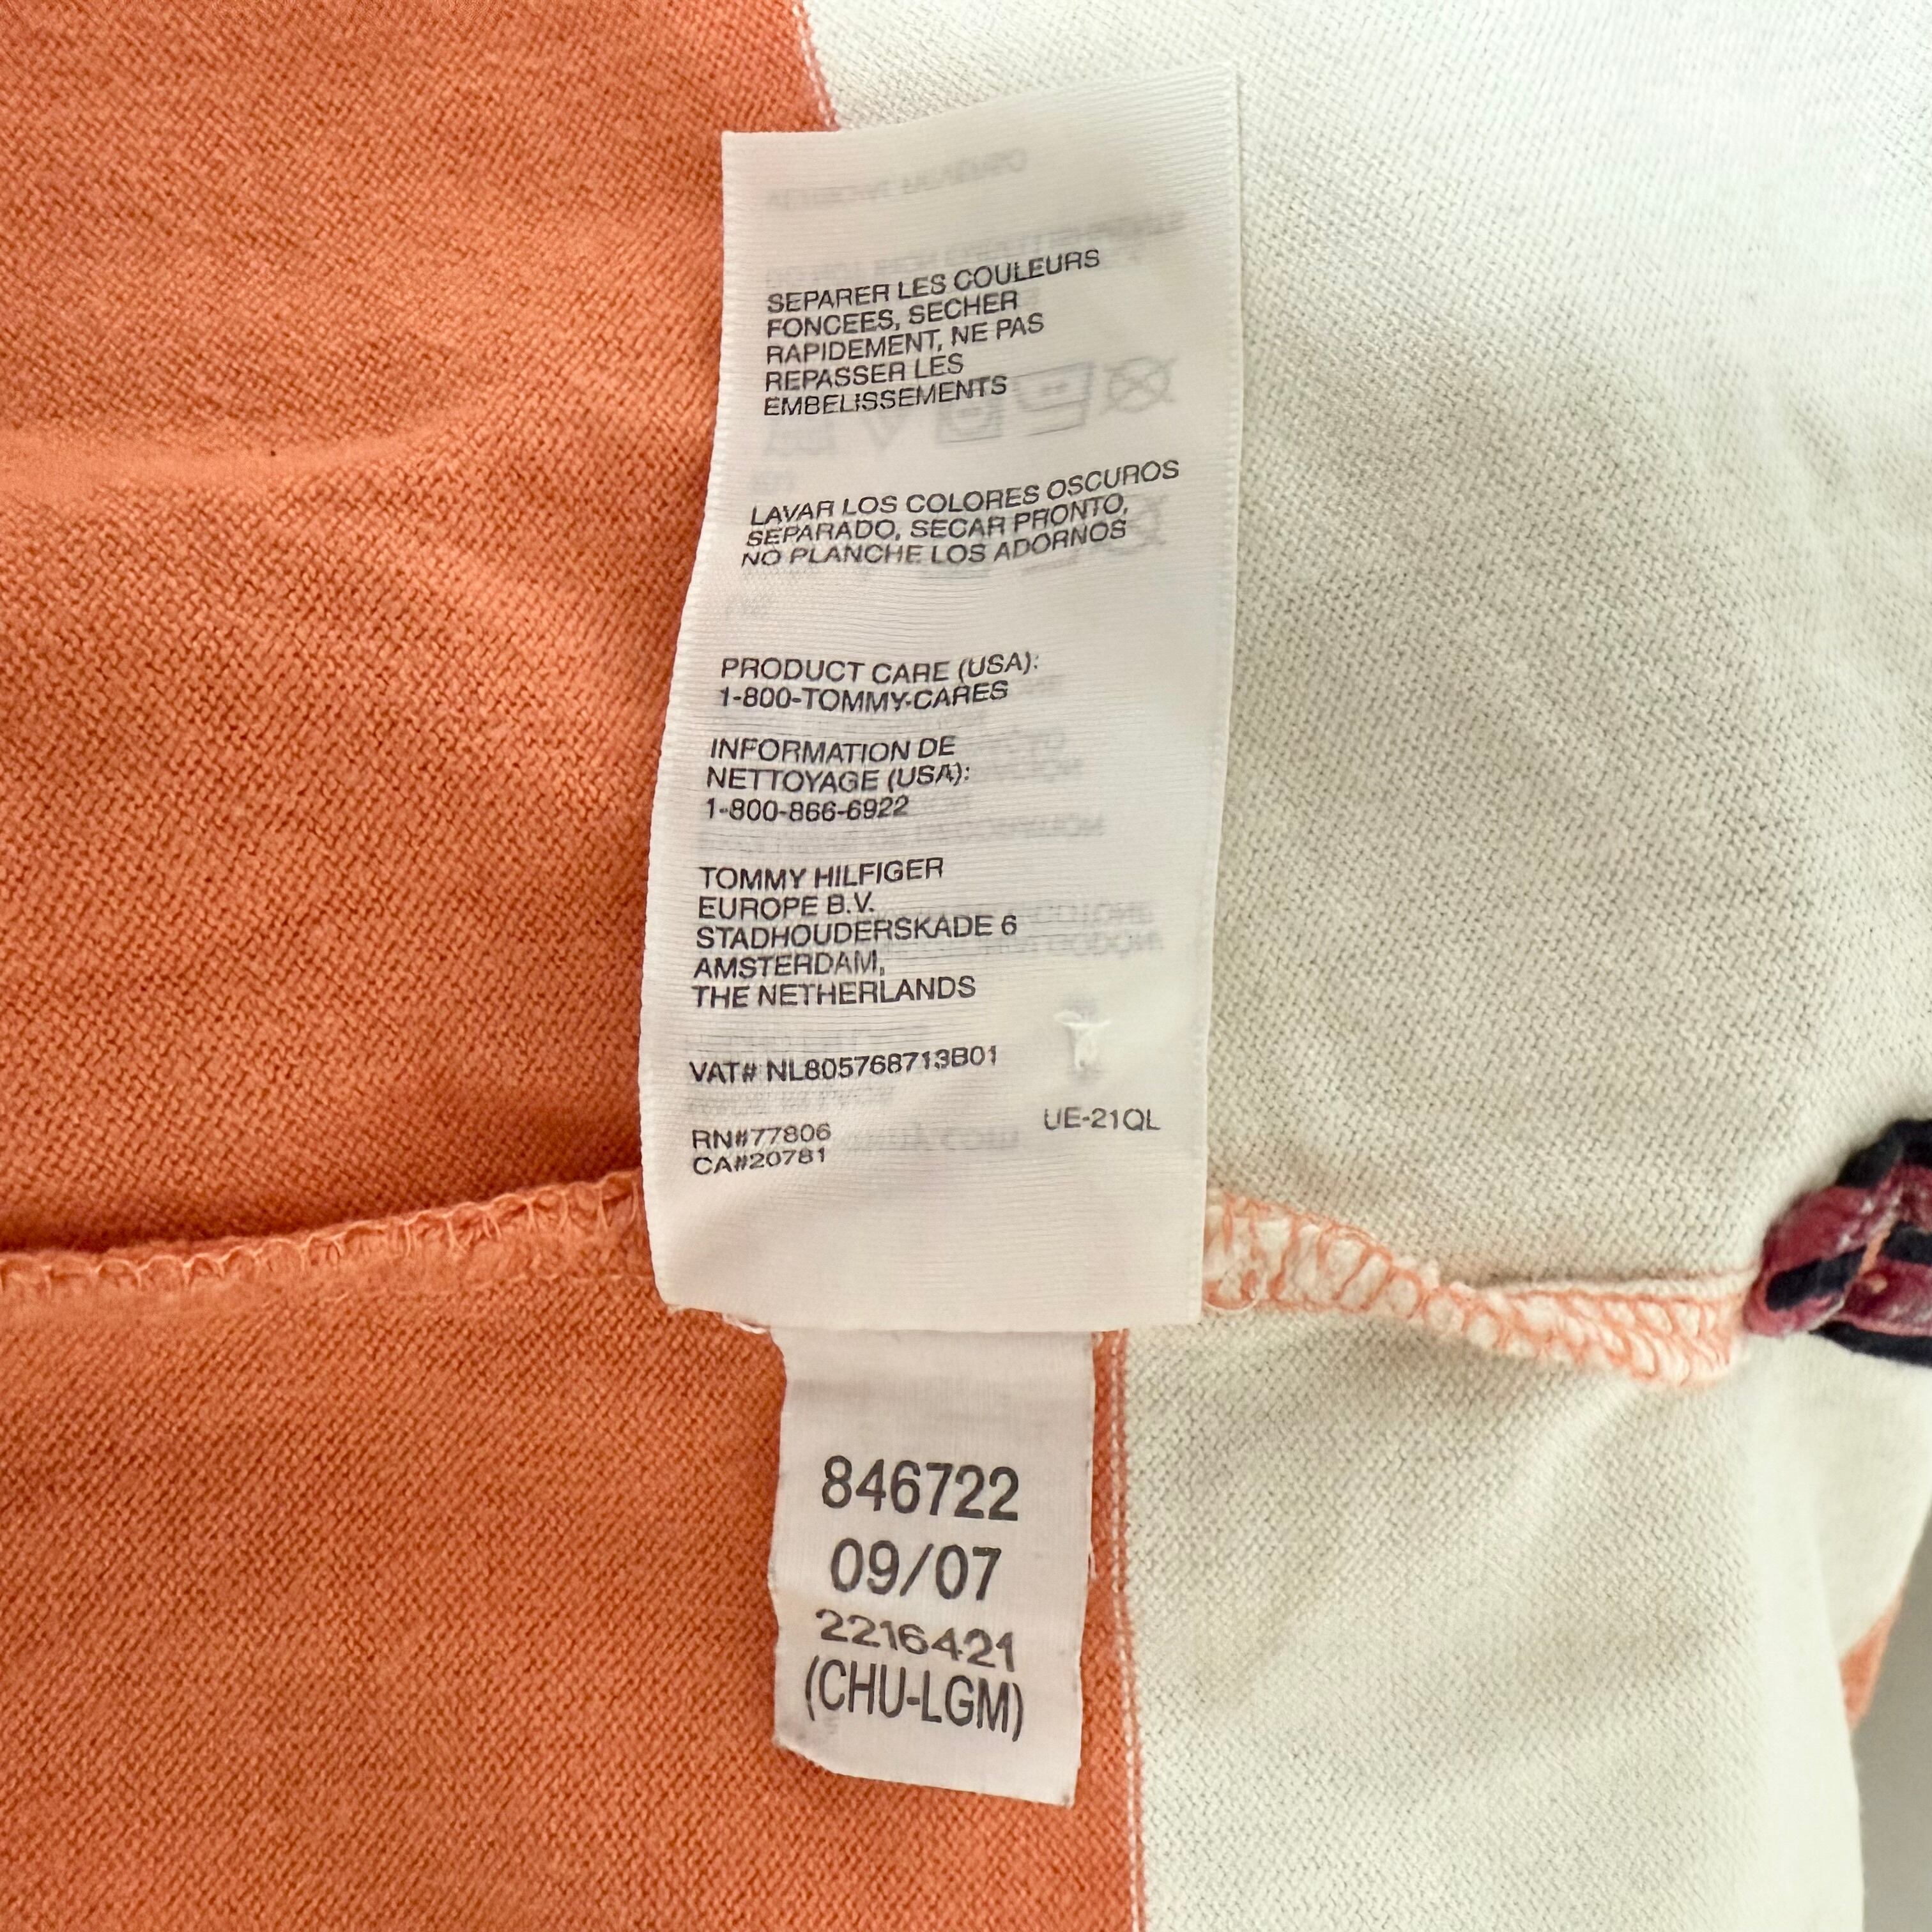 SEPARER LES COULEURS
FONCEES, SECHER
RAPIDEMENT, NE PAS
REPASSER LES
EMBELISSEMENTS
LAVAR LOS COLORES OSCUROS
SEPARADO, SECAR PRONTO,
NO PLANCHE LOS ADORNOS
PRODUCT CARE (USA):
1-800-TOMMY-CARES
INFORMATION DE
NETTOYAGE (USA):
1-800-866-6922
TOMMY HILFIGER
EUROPE B.V.
STADHOUDERSKADE 6
AMSTERDAM,
THE NETHERLANDS
VAT# NL805768713B01
UE-21QL
RN#77806
CA#20781
846722
09/07
2216421
(CHU-LGM)